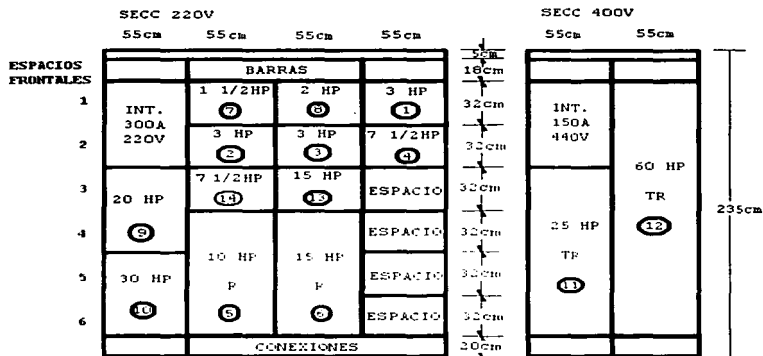 SECC 220V SECC 400V
55cm 55cm 55cm 55cm 55cm 55cm
5cm
ESPACIOS
FRONTALES
BARRAS 18cm
1 1 1/2HP 2 HP 3 HP 32cm
7 8 1
INT. INT.
300A 150A
220V 440V
2 3 HP 3 HP 7 1/2HP 32cm
2 3 4
60 HP
3 7 1/2HP 15 HP ESPACIO 32cm
14 13
20 HP TR 235cm
4 ESPACIO 32cm 25 HP
9 12
10 HP 15 HP TR
5 30 HP ESPACIO 32cm
R R 11
6 10 5 6 ESPACIO 32cm
CONEXIONES 20cm